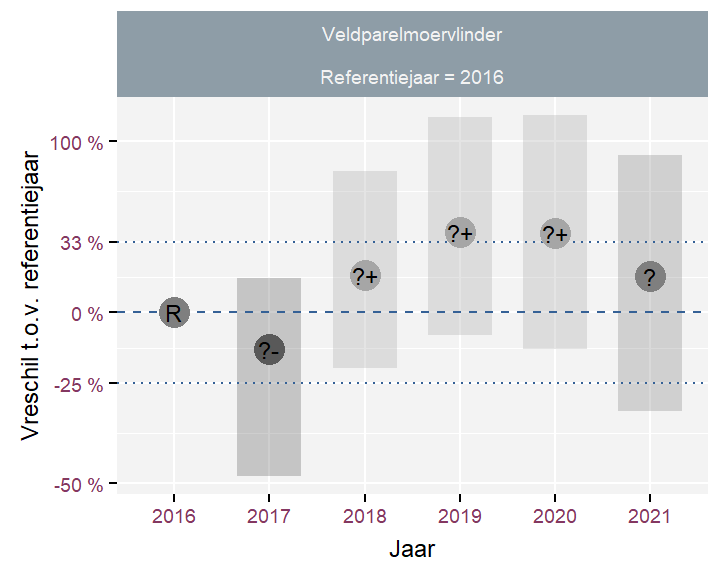 Veldparelmoervlinder
Referentiejaar = 2016
Vreschil t.o.v. referentiejaar
100 %
33 %
0 %
-25 %
-50 %
R
?-
?+
?+
?+
?
2016 2017 2018 2019 2020 2021
Jaar